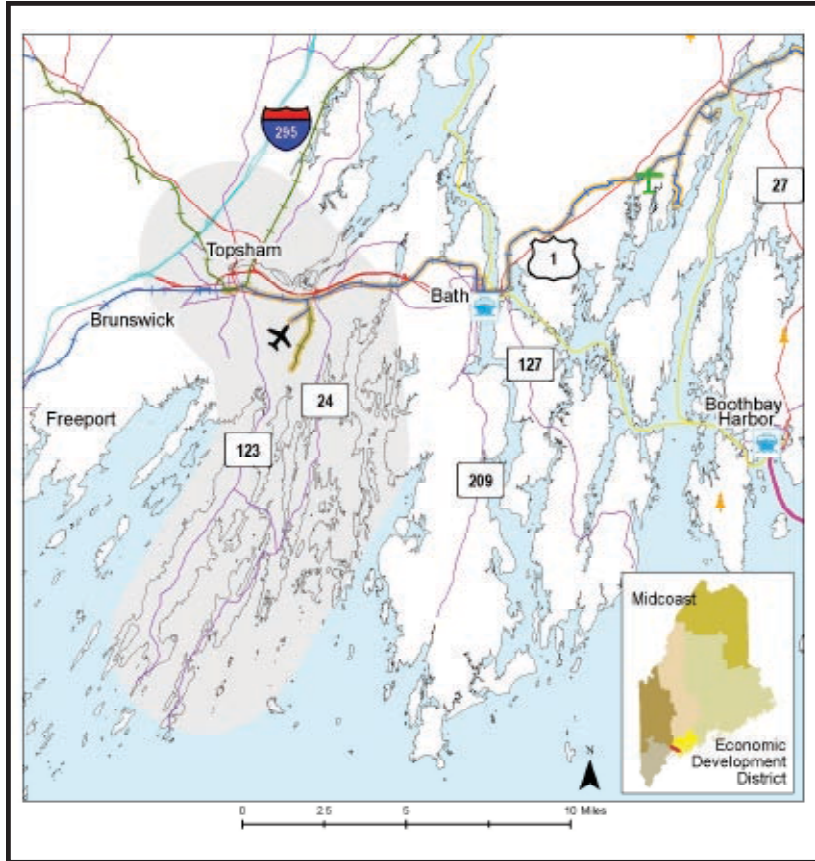 295
27
Topsham
1
Bath
Brunswick
127
24
Freeport
Boothbay
Harbor
123
209
Midcoast
Economic
Development
District
N
0 2.5 5 10 Miles